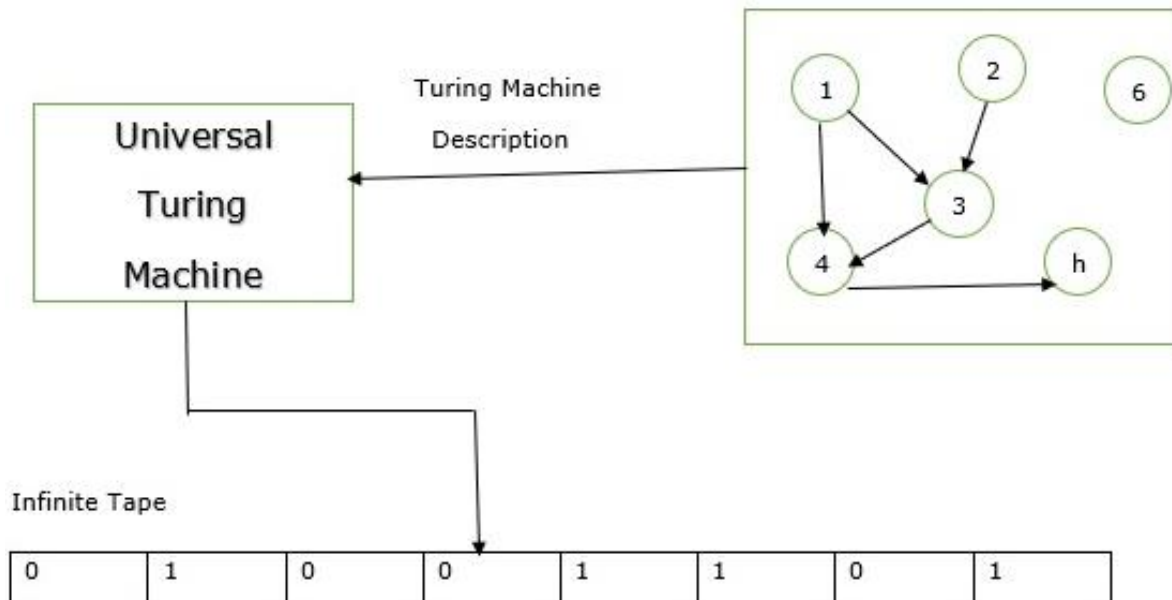 Turing Machine
Description
Universal
Turing
Machine
1
2
6
3
4
h
Infinite Tape
0 1 0 0 1 1 0 1